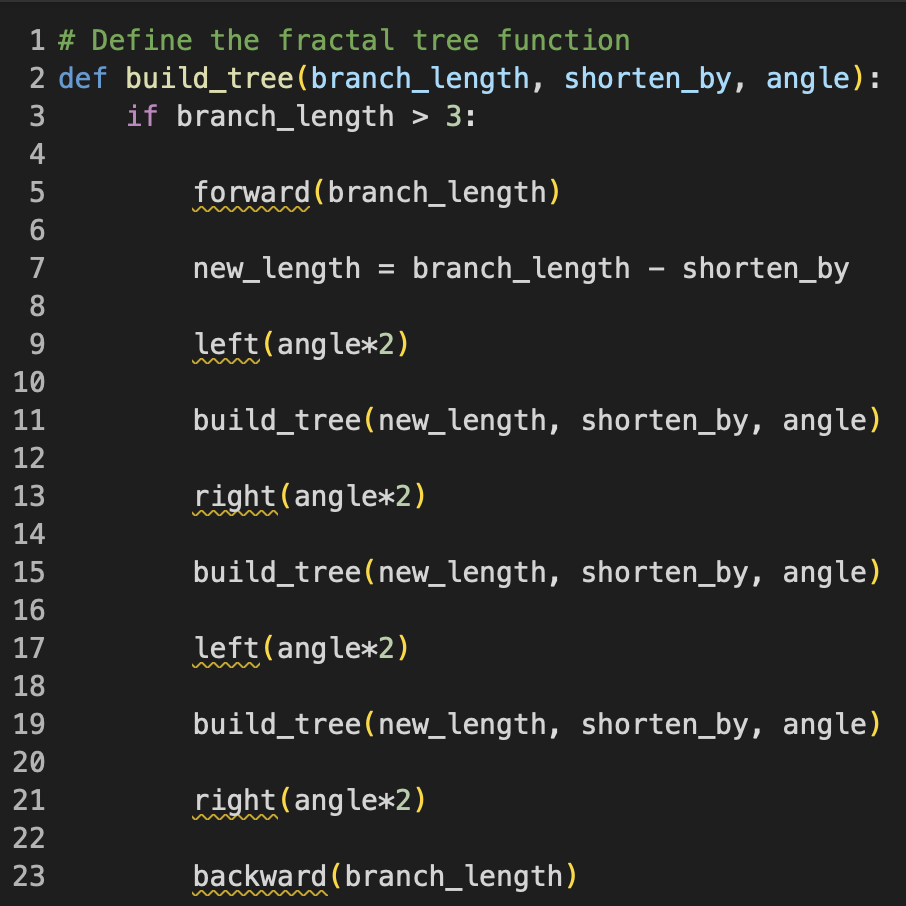 1 # Define the fractal tree function
2 def build_tree(branch_length, shorten_by, angle):
3     if branch_length > 3:
4
5         forward(branch_length)
6
7         new_length = branch_length - shorten_by
8
9         left(angle*2)
10
11         build_tree(new_length, shorten_by, angle)
12
13         right(angle*2)
14
15         build_tree(new_length, shorten_by, angle)
16
17         left(angle*2)
18
19         build_tree(new_length, shorten_by, angle)
20
21         right(angle*2)
22
23         backward(branch_length)